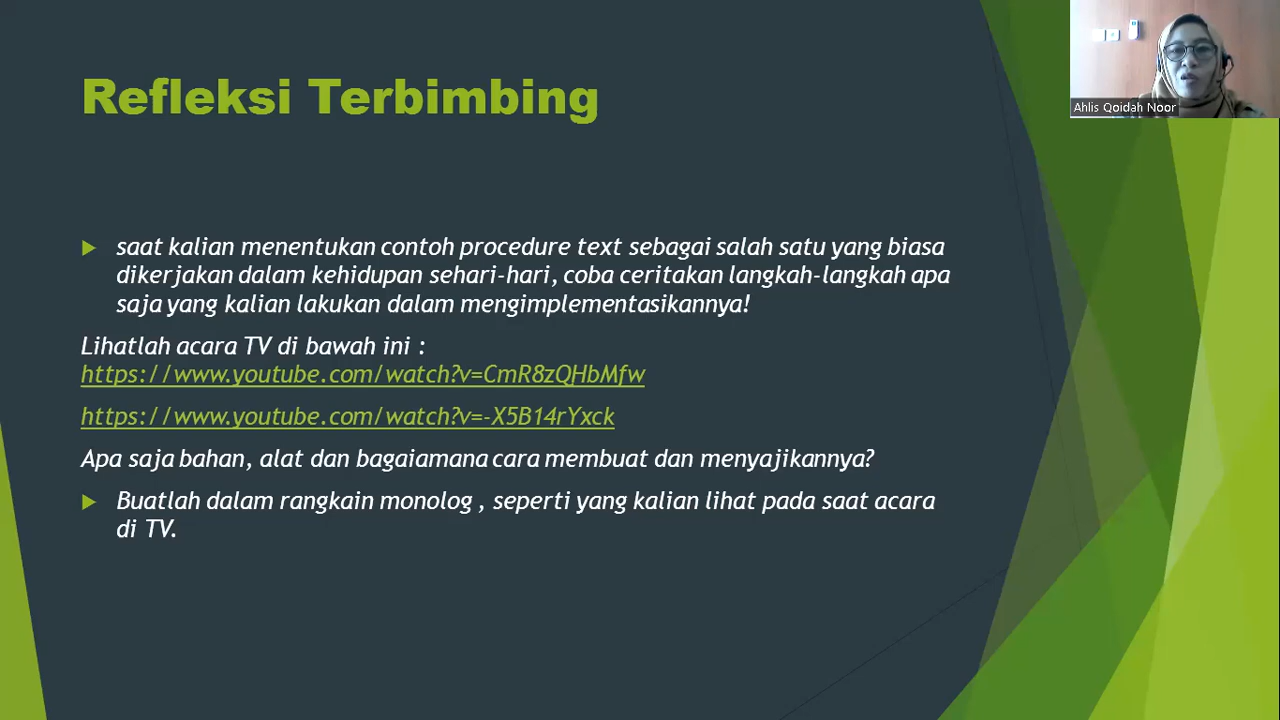 Refleksi Terbimbing
Ahlis Qoidah Noor
saat kalian menentukan contoh procedure text sebagai salah satu yang biasa
dikerjakan dalam kehidupan sehari-hari, coba ceritakan langkah-langkah apa
saja yang kalian lakukan dalam mengimplementasikannya!
Lihatlah acara TV di bawah ini :
https://www.youtube.com/watch?v=CmR8zQHbMfw
https://www.youtube.com/watch?v=-X5B14rYxck
Apa saja bahan, alat dan bagaiamana cara membuat dan menyajikannya?
Buatlah dalam rangkain monolog , seperti yang kalian lihat pada saat acara
di TV.